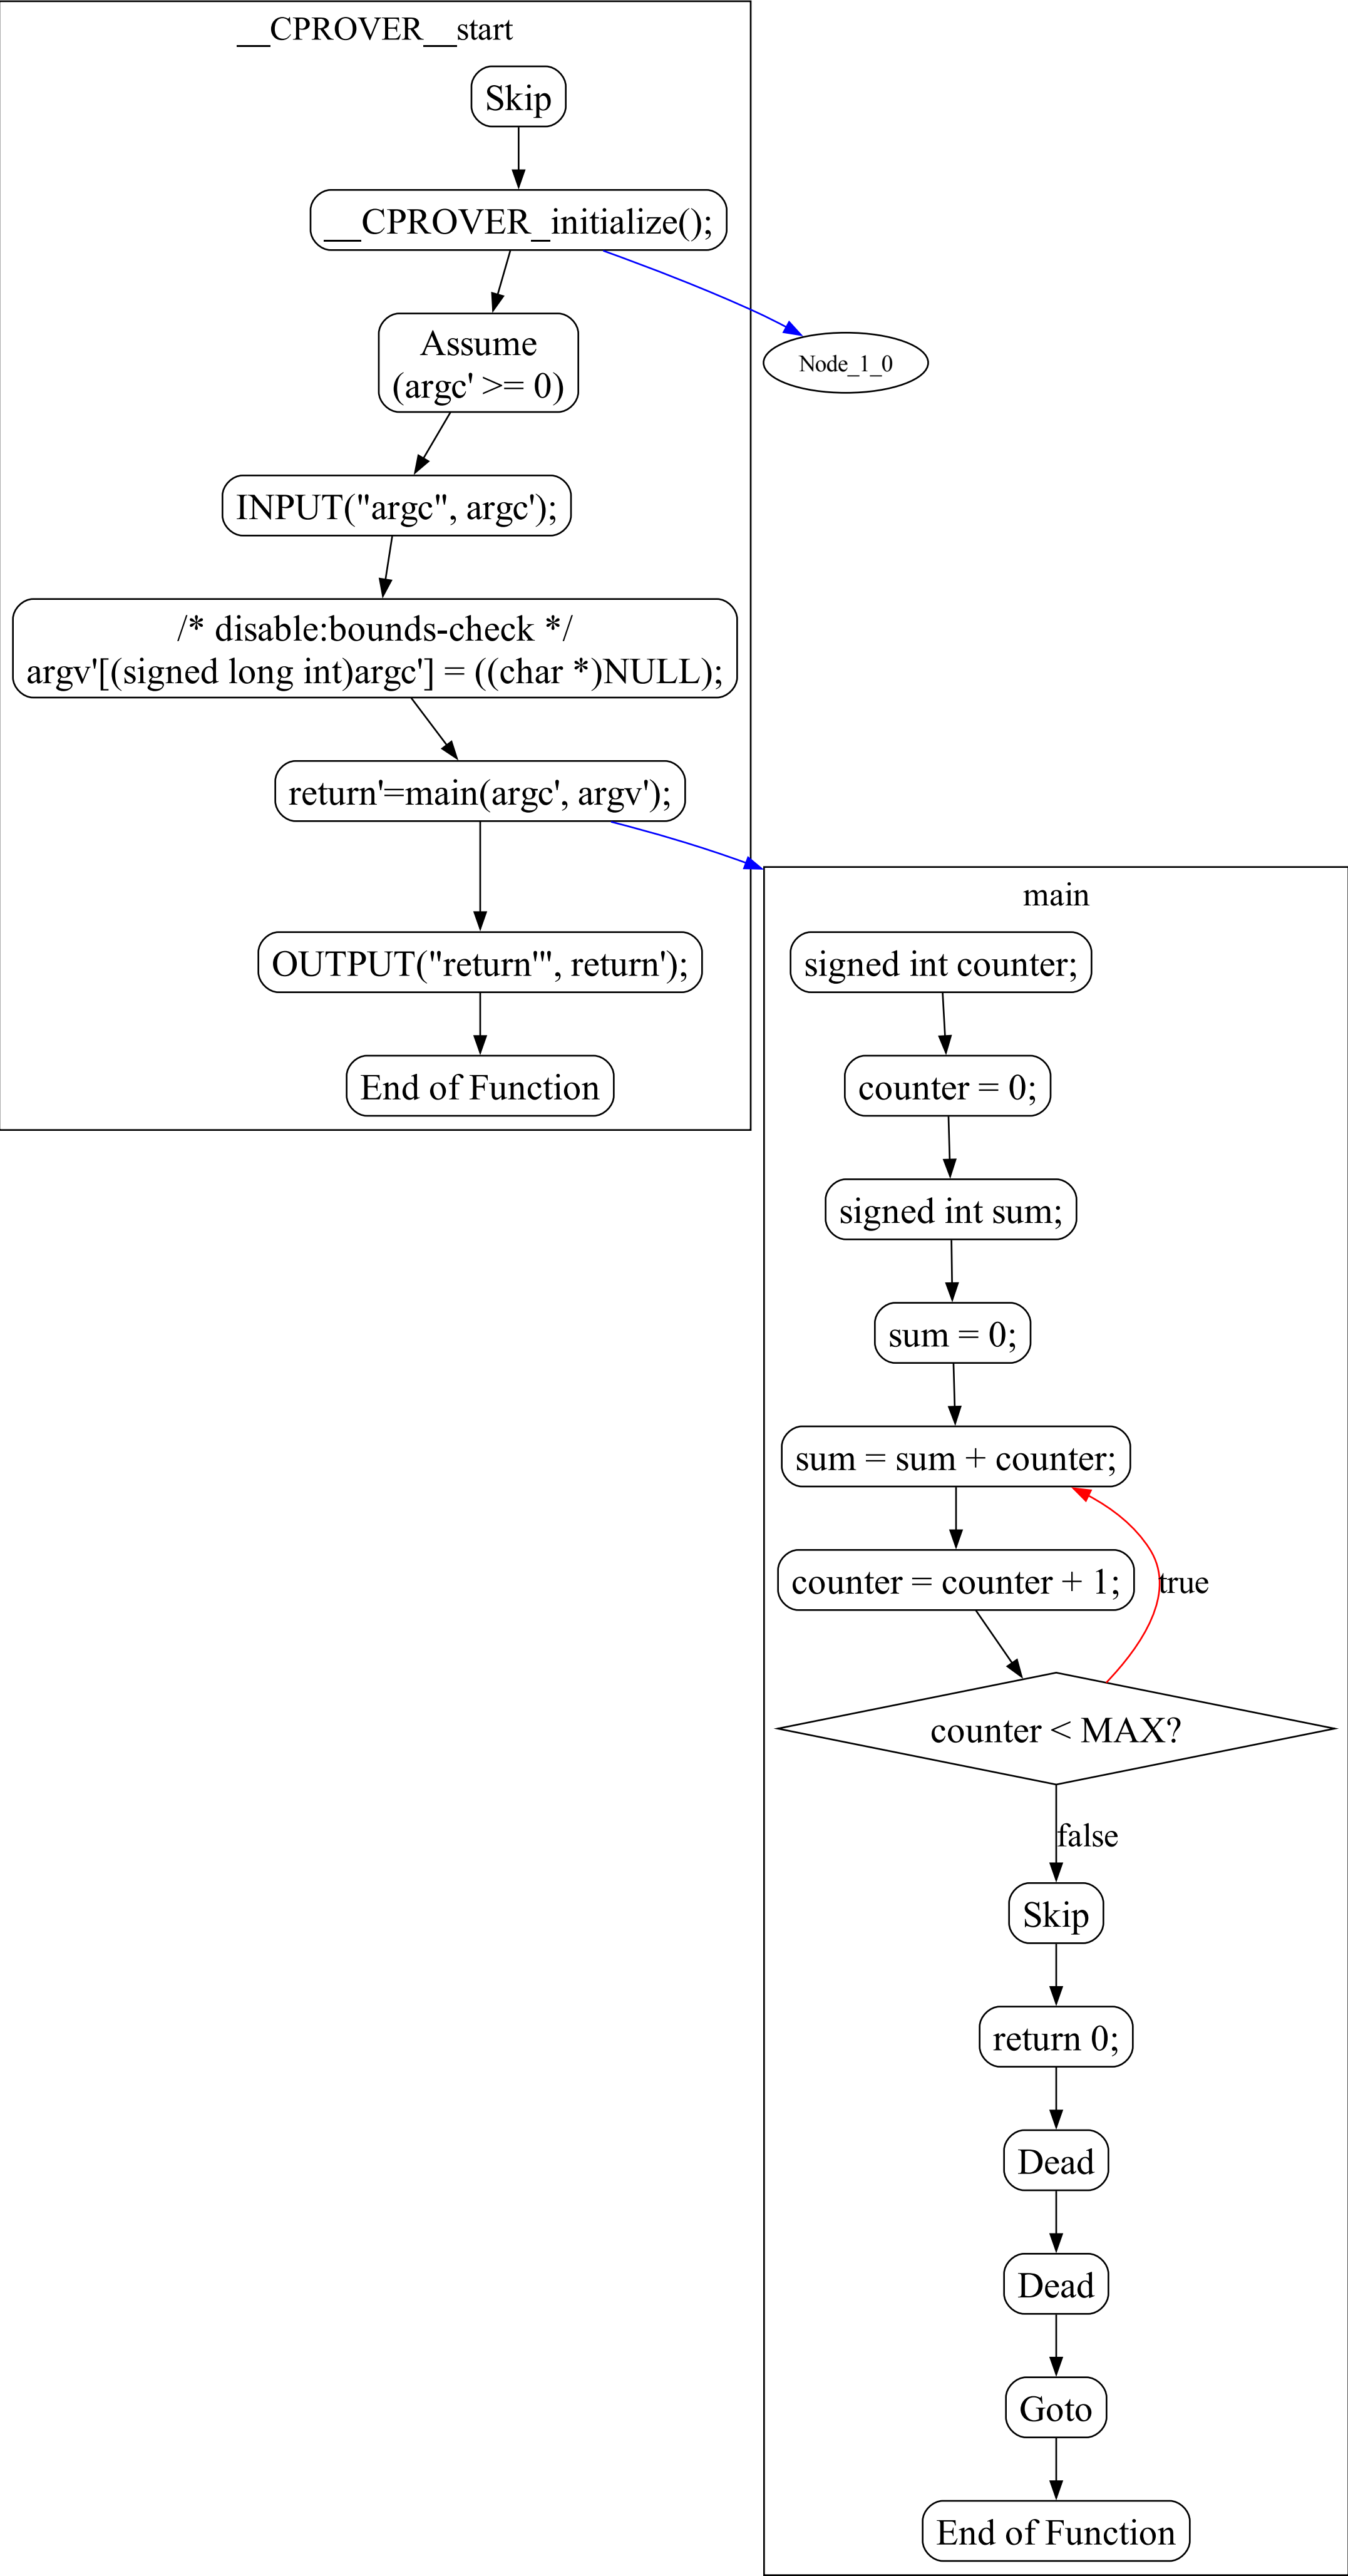 __CPROVER__start
Skip
__CPROVER_initialize();
Assume
(argc' >= 0)
Node_1_0
INPUT("argc", argc');
/* disable:bounds-check */
argv'[(signed long int)argc'] = ((char *)NULL);
return'=main(argc', argv');
OUTPUT("return'", return');
End of Function
main
signed int counter;
counter = 0;
signed int sum;
sum = 0;
sum = sum + counter;
counter = counter + 1;
true
counter < MAX?
false
Skip
return 0;
Dead
Dead
Goto
End of Function